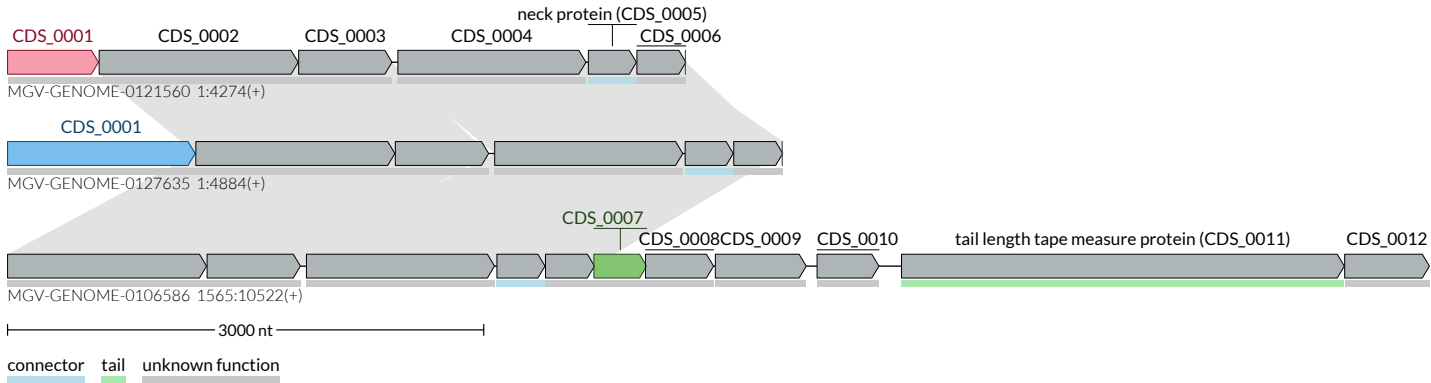 neck protein (CDS_0005)
CDS_0001 CDS_0002 CDS_0003 CDS_0004 CDS_0006
MGV-GENOME-0121560 1:4274(+)
CDS_0001
MGV-GENOME-0127635 1:4884(+)
CDS_0007
CDS_0008 CDS_0009 CDS_0010 tail length tape measure protein (CDS_0011) CDS_0012
MGV-GENOME-0106586 1565:10522(+)
3000 nt
connector tail unknown function